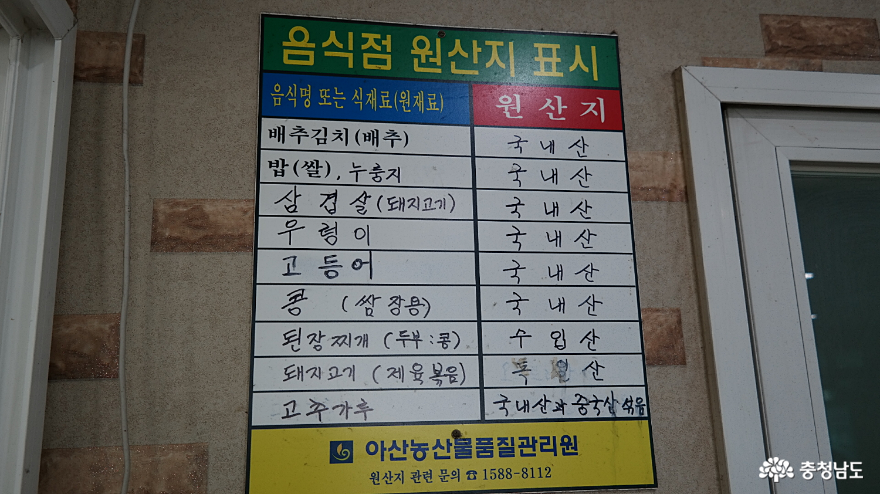 음식점 원산지 표시
음식명 또는 식재료(원재료) 원산지
배추김치(배추) 국내산
밥(쌀), 누룽지 국내산
삼겹살(돼지고기) 국내산
우렁이 국내산
고등어 국내산
콩 (쌈장용) 국내산
된장찌개 (두부:콩) 수입산
돼지고기 (제육볶음) 독일산
고추가루 국내산과 중국산 섞음
아산농산물품질관리원
원산지 관련 문의 ☎ 1588-8112
충청남도